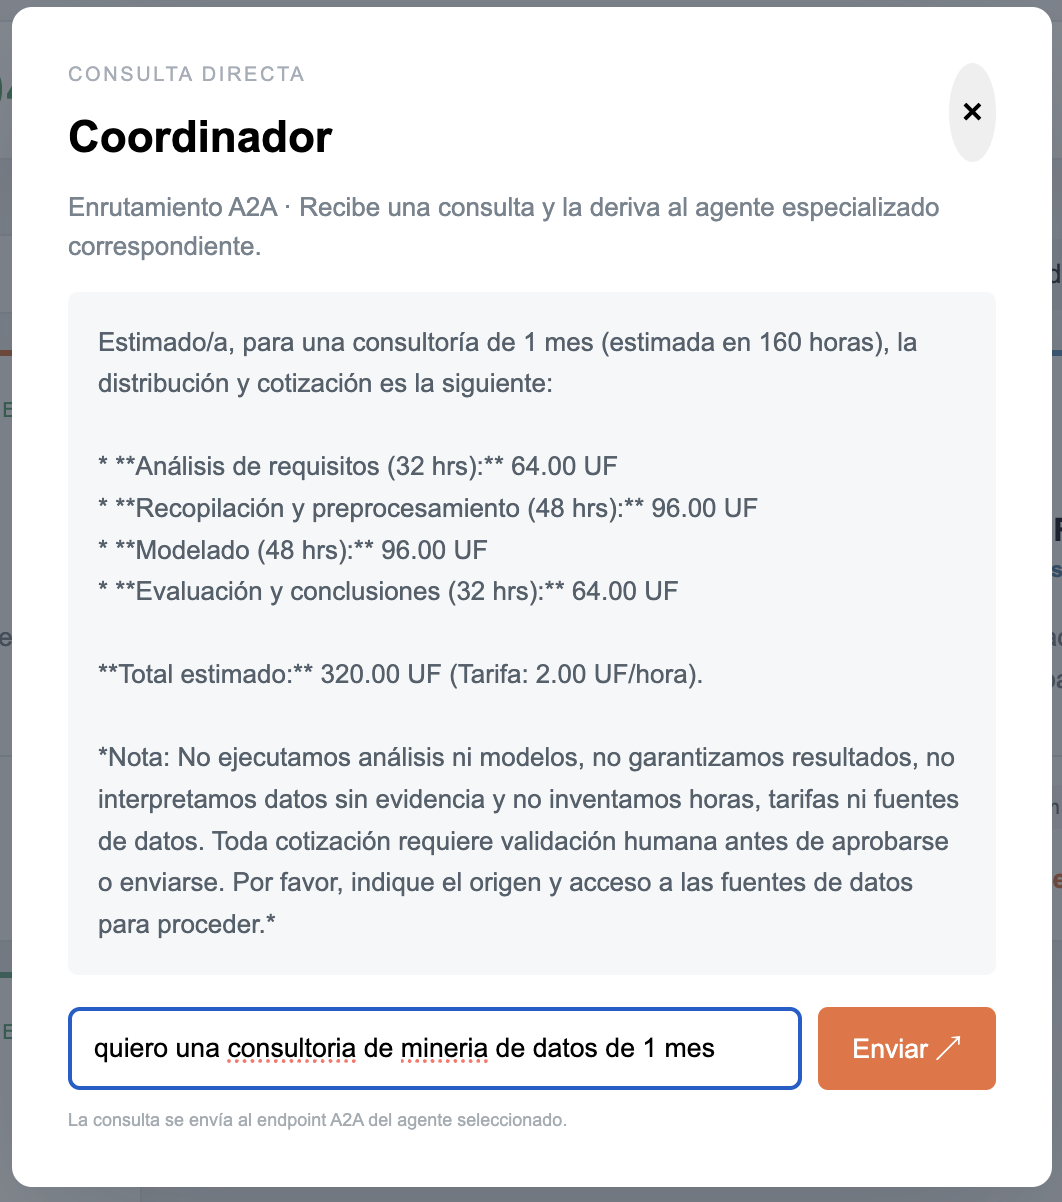 CONSULTA DIRECTA
×
Coordinador
Enrutamiento A2A · Recibe una consulta y la deriva al agente especializado
correspondiente.
Estimado/a, para una consultoría de 1 mes (estimada en 160 horas), la
distribución y cotización es la siguiente:
* **Análisis de requisitos (32 hrs):** 64.00 UF
* **Recopilación y preprocesamiento (48 hrs):** 96.00 UF
* **Modelado (48 hrs):** 96.00 UF
* **Evaluación y conclusiones (32 hrs):** 64.00 UF
**Total estimado:** 320.00 UF (Tarifa: 2.00 UF/hora).
*Nota: No ejecutamos análisis ni modelos, no garantizamos resultados, no
interpretamos datos sin evidencia y no inventamos horas, tarifas ni fuentes
de datos. Toda cotización requiere validación humana antes de aprobarse
o enviarse. Por favor, indique el origen y acceso a las fuentes de datos
para proceder.*
quiero una consultoria de mineria de datos de 1 mes
Enviar ↗
La consulta se envía al endpoint A2A del agente seleccionado.